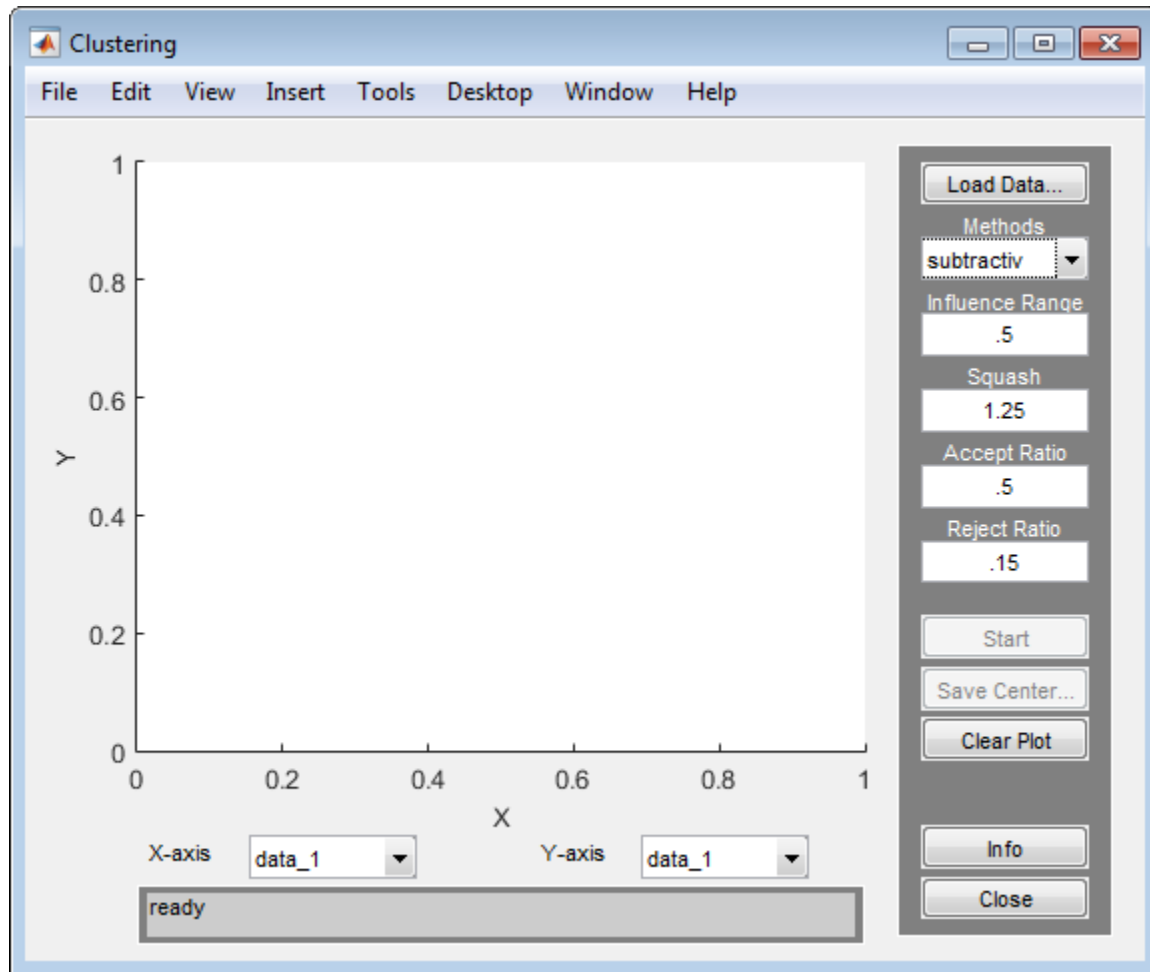 Clustering
File Edit View Insert Tools Desktop Window Help
1
0.8
0.6
0.4
0.2
0
Y
0 0.2 0.4 0.6 0.8 1
X
X-axis data_1 Y-axis data_1
ready
Load Data...
Methods
subtractiv
Influence Range
.5
Squash
1.25
Accept Ratio
.5
Reject Ratio
.15
Start
Save Center...
Clear Plot
Info
Close